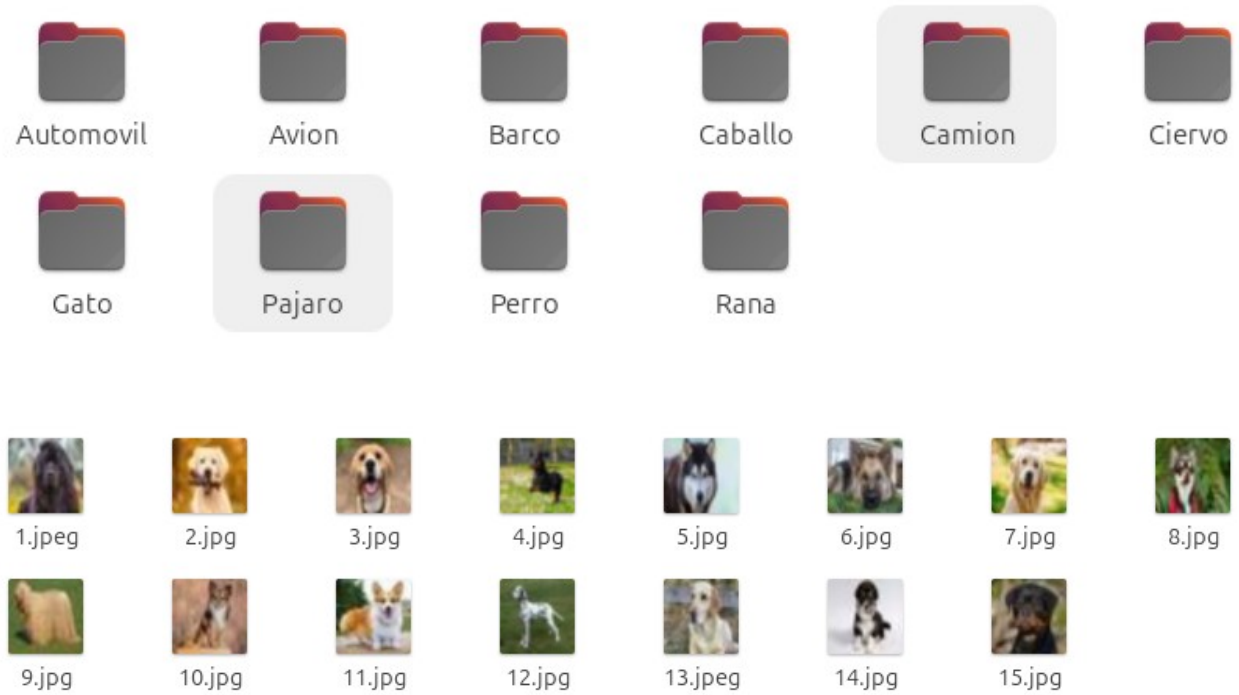 Automovil Avion Barco Caballo Camion Ciervo
Gato Pajaro Perro Rana
1.jpeg 2.jpg 3.jpg 4.jpg 5.jpg 6.jpg 7.jpg 8.jpg
9.jpg 10.jpg 11.jpg 12.jpg 13.jpeg 14.jpg 15.jpg